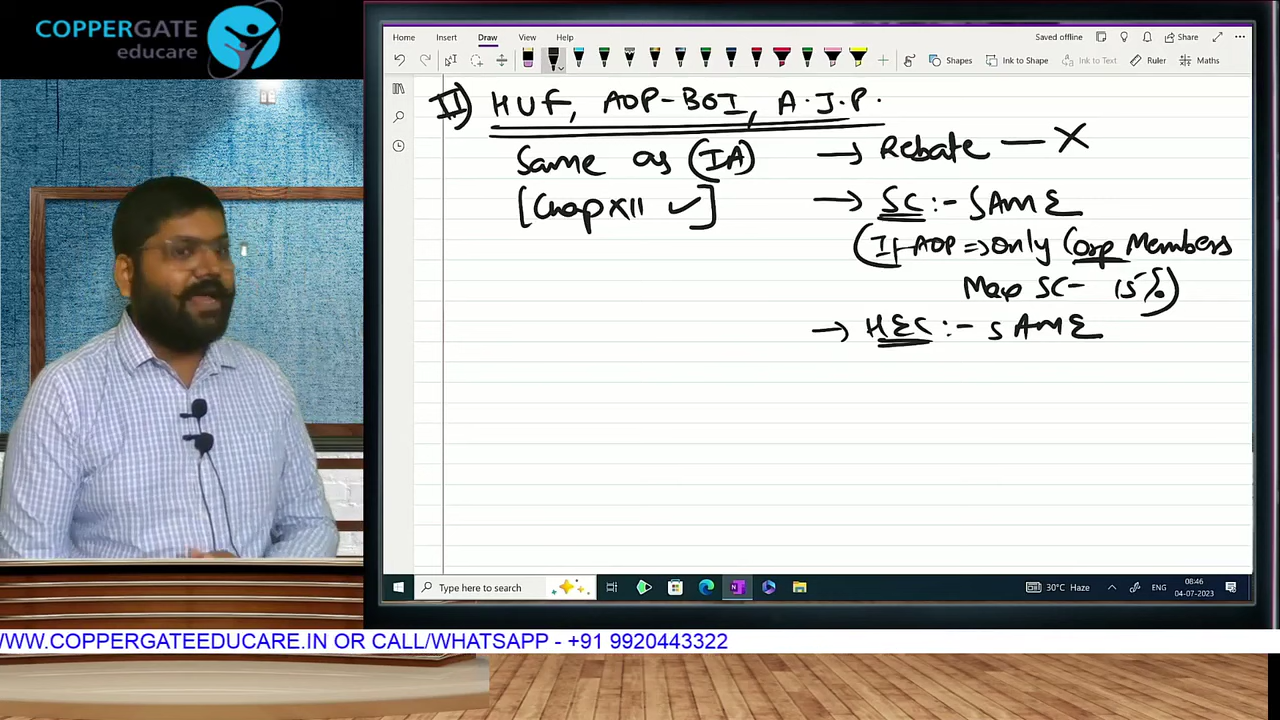 COPPERGATE
educare
Home Insert Draw View Help
Saved offline
Share
Shapes
Ink to Shape
Ink to Text
Ruler
Maths
II) HUF, AOP-BOI, A.J.P.
Same as (IA)
[Chap XII ✓]
→ Rebate — X
→ SC :- SAME
(If AOP => only Corp Members
Max SC - 15%)
→ HEC :- SAME
Type here to search
30°C Haze
ENG
08:46
04-07-2023
WWW.COPPERGATEEDUCARE.IN OR CALL/WHATSAPP - +91 9920443322